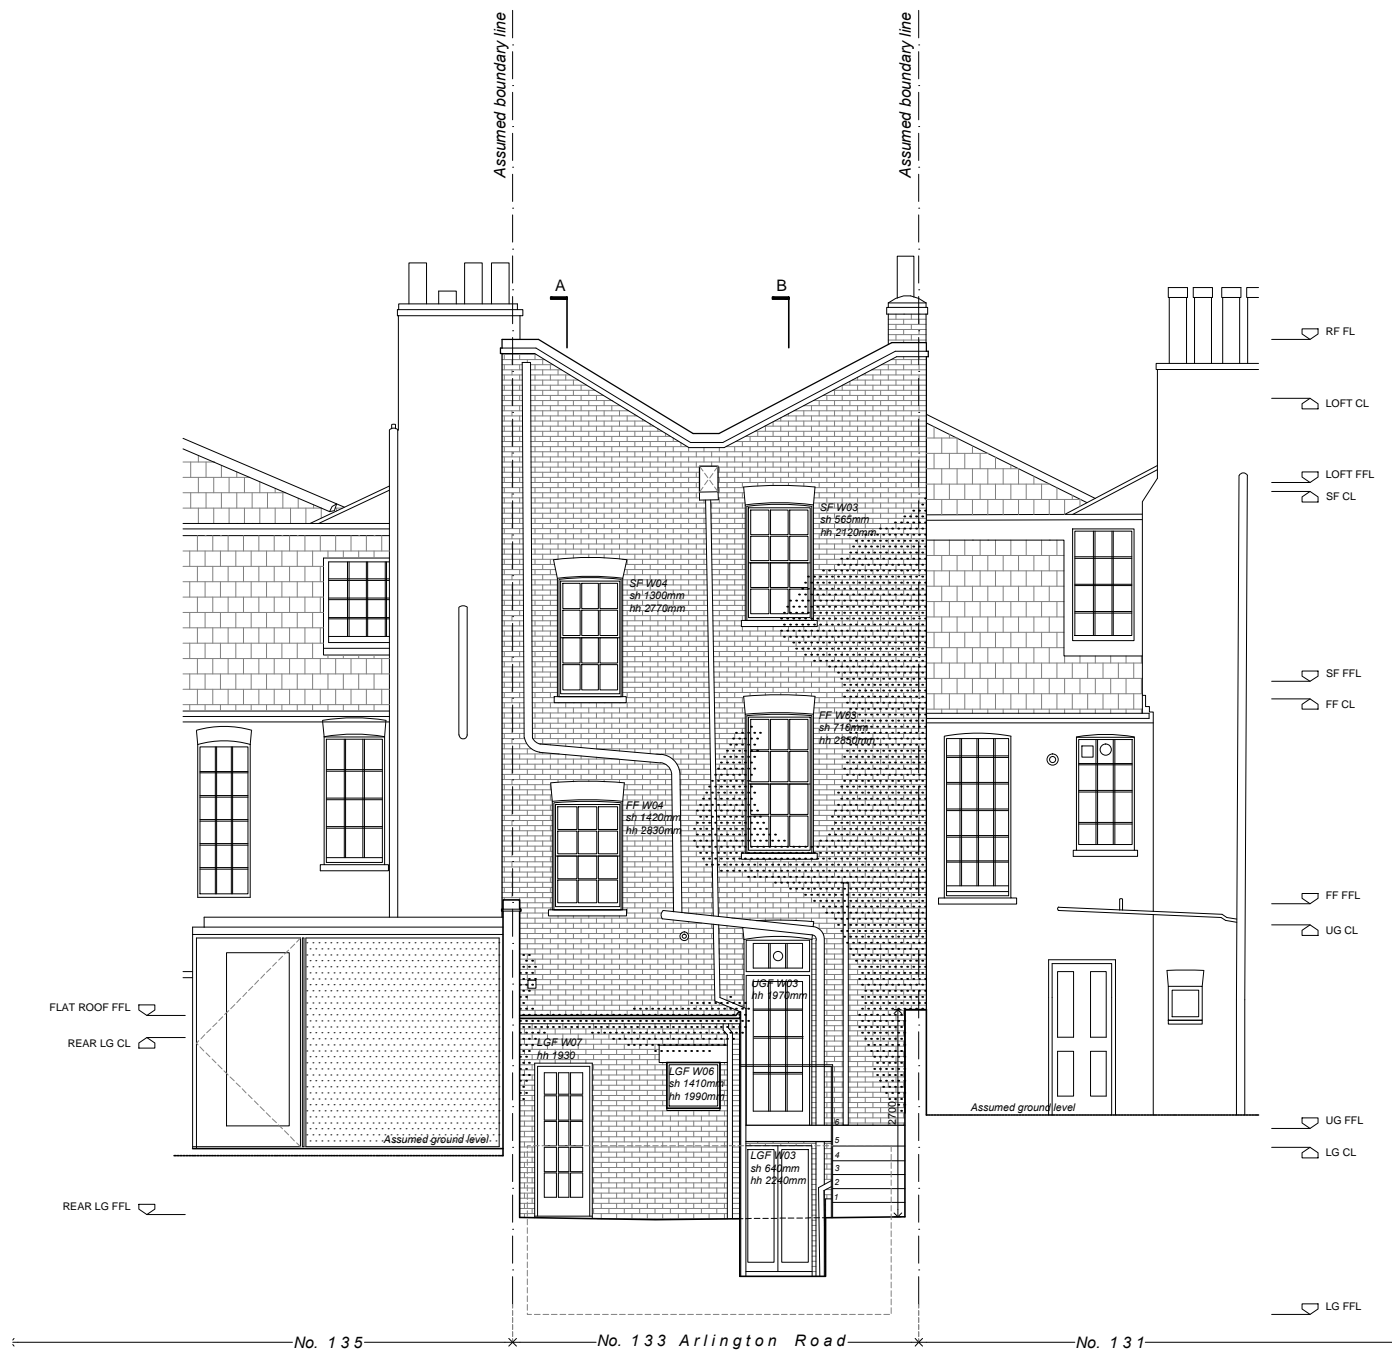 Assumed boundary line
Assumed boundary line
A
B
RF FL
LOFT CL
LOFT FFL
SF CL
SF W03
sh 565mm
hh 2120mm
SF W04
sh 1300mm
hh 2770mm
SF FFL
FF CL
FF W03
sh 710mm
hh 2850mm
FF W04
sh 1420mm
hh 2830mm
FF FFL
UG CL
UGF W03
hh 1970mm
FLAT ROOF FFL
REAR LG CL
LGF W07
hh 1930
LGF W06
sh 1410mm
hh 1990mm
2700
Assumed ground level
UG FFL
Assumed ground level
LG CL
LGF W03
sh 640mm
hh 2240mm
6
5
4
3
2
1
REAR LG FFL
LG FFL
No. 135
No. 133 Arlington Road
No. 131